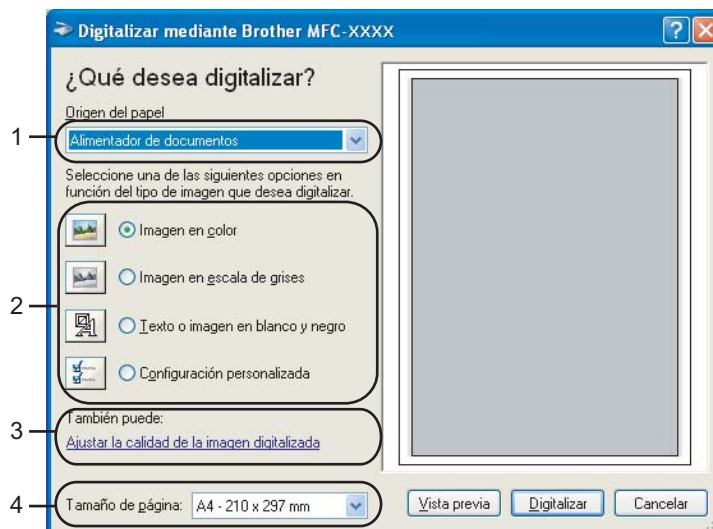 Digitalizar mediante Brother MFC-XXXX
¿Qué desea digitalizar?
Origen del papel
1
Alimentador de documentos
Seleccione una de las siguientes opciones en
función del tipo de imagen que desea digitalizar.
2
Imagen en color
Imagen en escala de grises
Texto o imagen en blanco y negro
Configuración personalizada
3
También puede:
Ajustar la calidad de la imagen digitalizada
4
Tamaño de página: A4 - 210 x 297 mm
Vista previa Digitalizar Cancelar